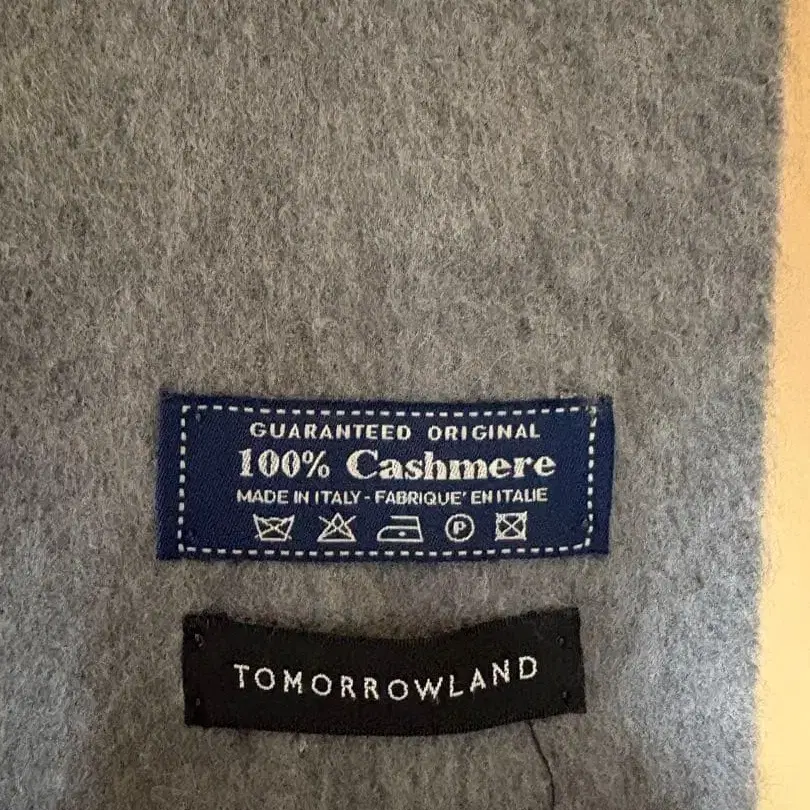 GUARANTEED ORIGINAL
100% Cashmere
MADE IN ITALY - FABRIQUE' EN ITALIE
P
TOMORROWLAND